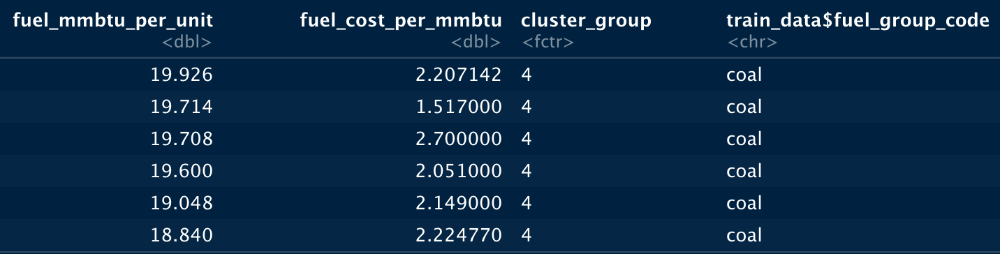 fuel_mmbtu_per_unit fuel_cost_per_mmbtu cluster_group train_data$fuel_group_code
<dbl> <dbl> <fctr> <chr>
19.926 2.207142 4 coal
19.714 1.517000 4 coal
19.708 2.700000 4 coal
19.600 2.051000 4 coal
19.048 2.149000 4 coal
18.840 2.224770 4 coal